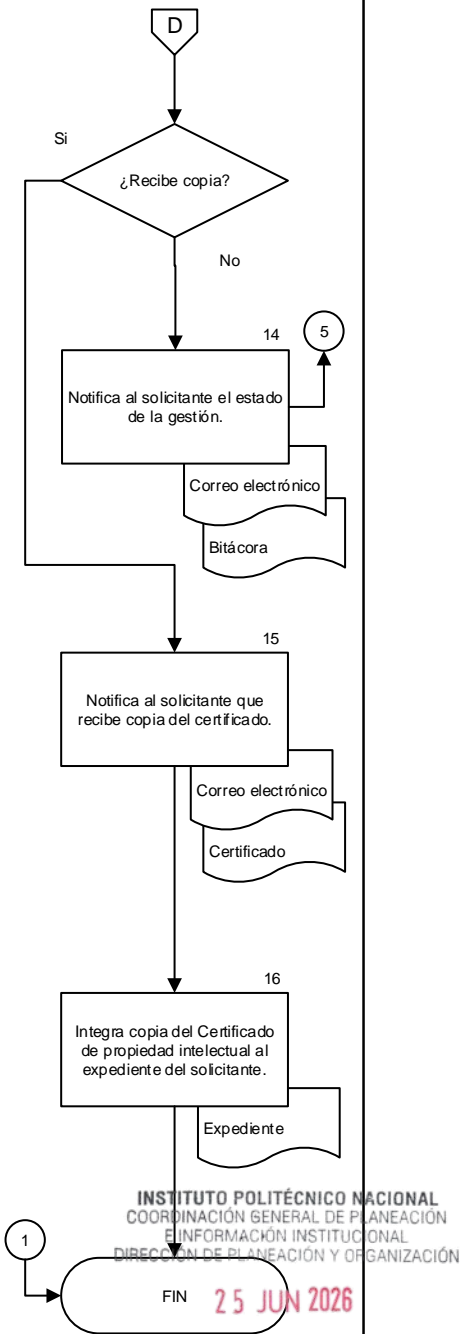 D
Si
¿Recibe copia?
No
14
5
Notifica al solicitante el estado
de la gestión.
Correo electrónico
Bitácora
15
Notifica al solicitante que
recibe copia del certificado.
Correo electrónico
Certificado
16
Integra copia del Certificado
de propiedad intelectual al
expediente del solicitante.
Expediente
INSTITUTO POLITÉCNICO NACIONAL
COORDINACIÓN GENERAL DE PLANEACIÓN
E INFORMACIÓN INSTITUCIONAL
DIRECCIÓN DE PLANEACIÓN Y ORGANIZACIÓN
1
FIN
25 JUN 2026